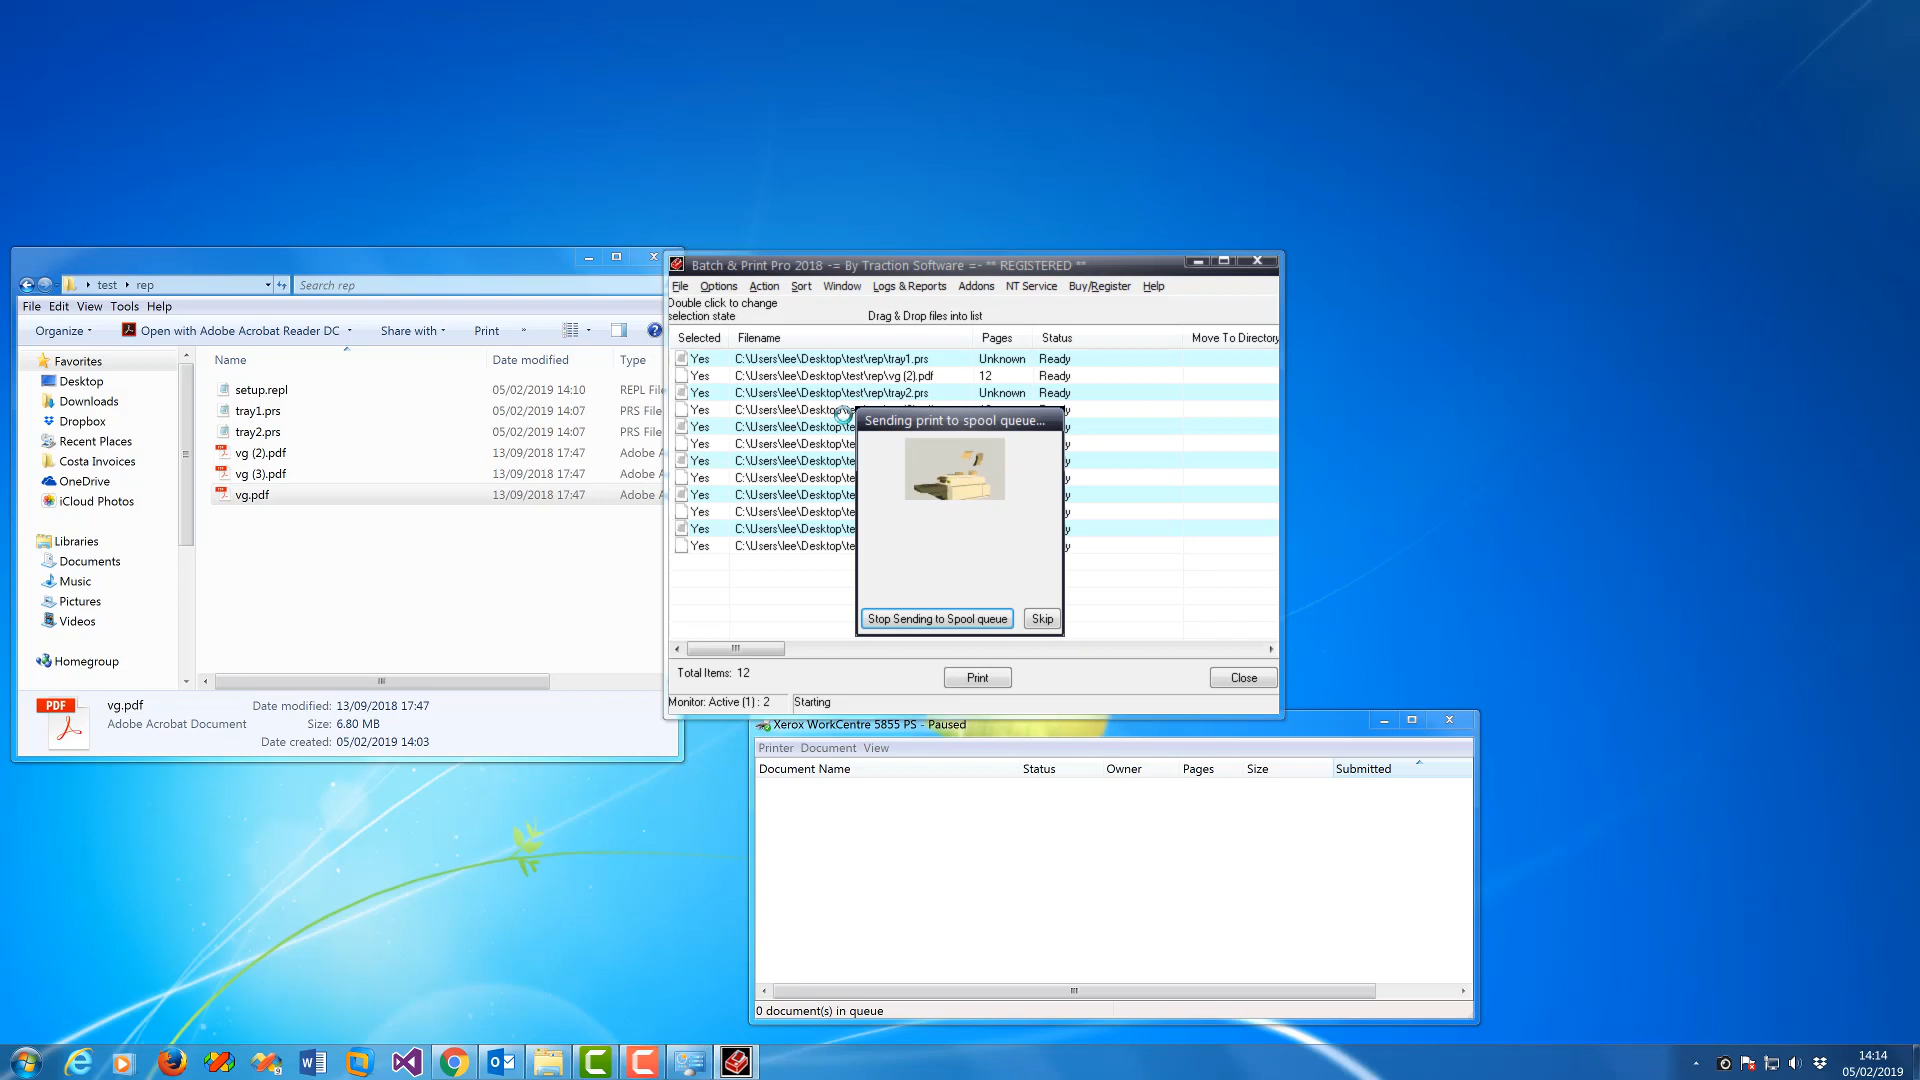 test
rep
Search rep
File Edit View Tools Help
Organize
Open with Adobe Acrobat Reader DC
Share with
Print
»
Favorites
Desktop
Downloads
Dropbox
Recent Places
Costa Invoices
OneDrive
iCloud Photos
Libraries
Documents
Music
Pictures
Videos
Homegroup
Name Date modified Type
setup.repl 05/02/2019 14:10 REPL File
tray1.prs 05/02/2019 14:07 PRS File
tray2.prs 05/02/2019 14:07 PRS File
vg (2).pdf 13/09/2018 17:47 Adobe A
vg (3).pdf 13/09/2018 17:47 Adobe A
vg.pdf 13/09/2018 17:47 Adobe A
PDF
vg.pdf Date modified: 13/09/2018 17:47
Adobe Acrobat Document Size: 6.80 MB
Date created: 05/02/2019 14:03
Batch & Print Pro 2018 -= By Traction Software =- ** REGISTERED **
File Options Action Sort Window Logs & Reports Addons NT Service Buy/Register Help
Double click to change
selection state
Drag & Drop files into list
Selected Filename Pages Status Move To Directory
Yes C:\Users\lee\Desktop\test\rep\tray1.prs Unknown Ready
Yes C:\Users\lee\Desktop\test\rep\vg (2).pdf 12 Ready
Yes C:\Users\lee\Desktop\test\rep\tray2.prs Unknown Ready
Yes C:\Users\lee\Deskto
Yes C:\Users\lee\Desktop\te y
Yes C:\Users\lee\Desktop\te y
Yes C:\Users\lee\Desktop\te y
Yes C:\Users\lee\Desktop\te y
Yes C:\Users\lee\Desktop\te y
Yes C:\Users\lee\Desktop\te y
Yes C:\Users\lee\Desktop\te y
Yes C:\Users\lee\Desktop\te y
Sending print to spool queue...
Stop Sending to Spool queue
Skip
Total Items: 12
Print
Close
Monitor: Active (1) : 2
Starting
Xerox WorkCentre 5855 PS - Paused
Printer Document View
Document Name Status Owner Pages Size Submitted
0 document(s) in queue
14:14
05/02/2019